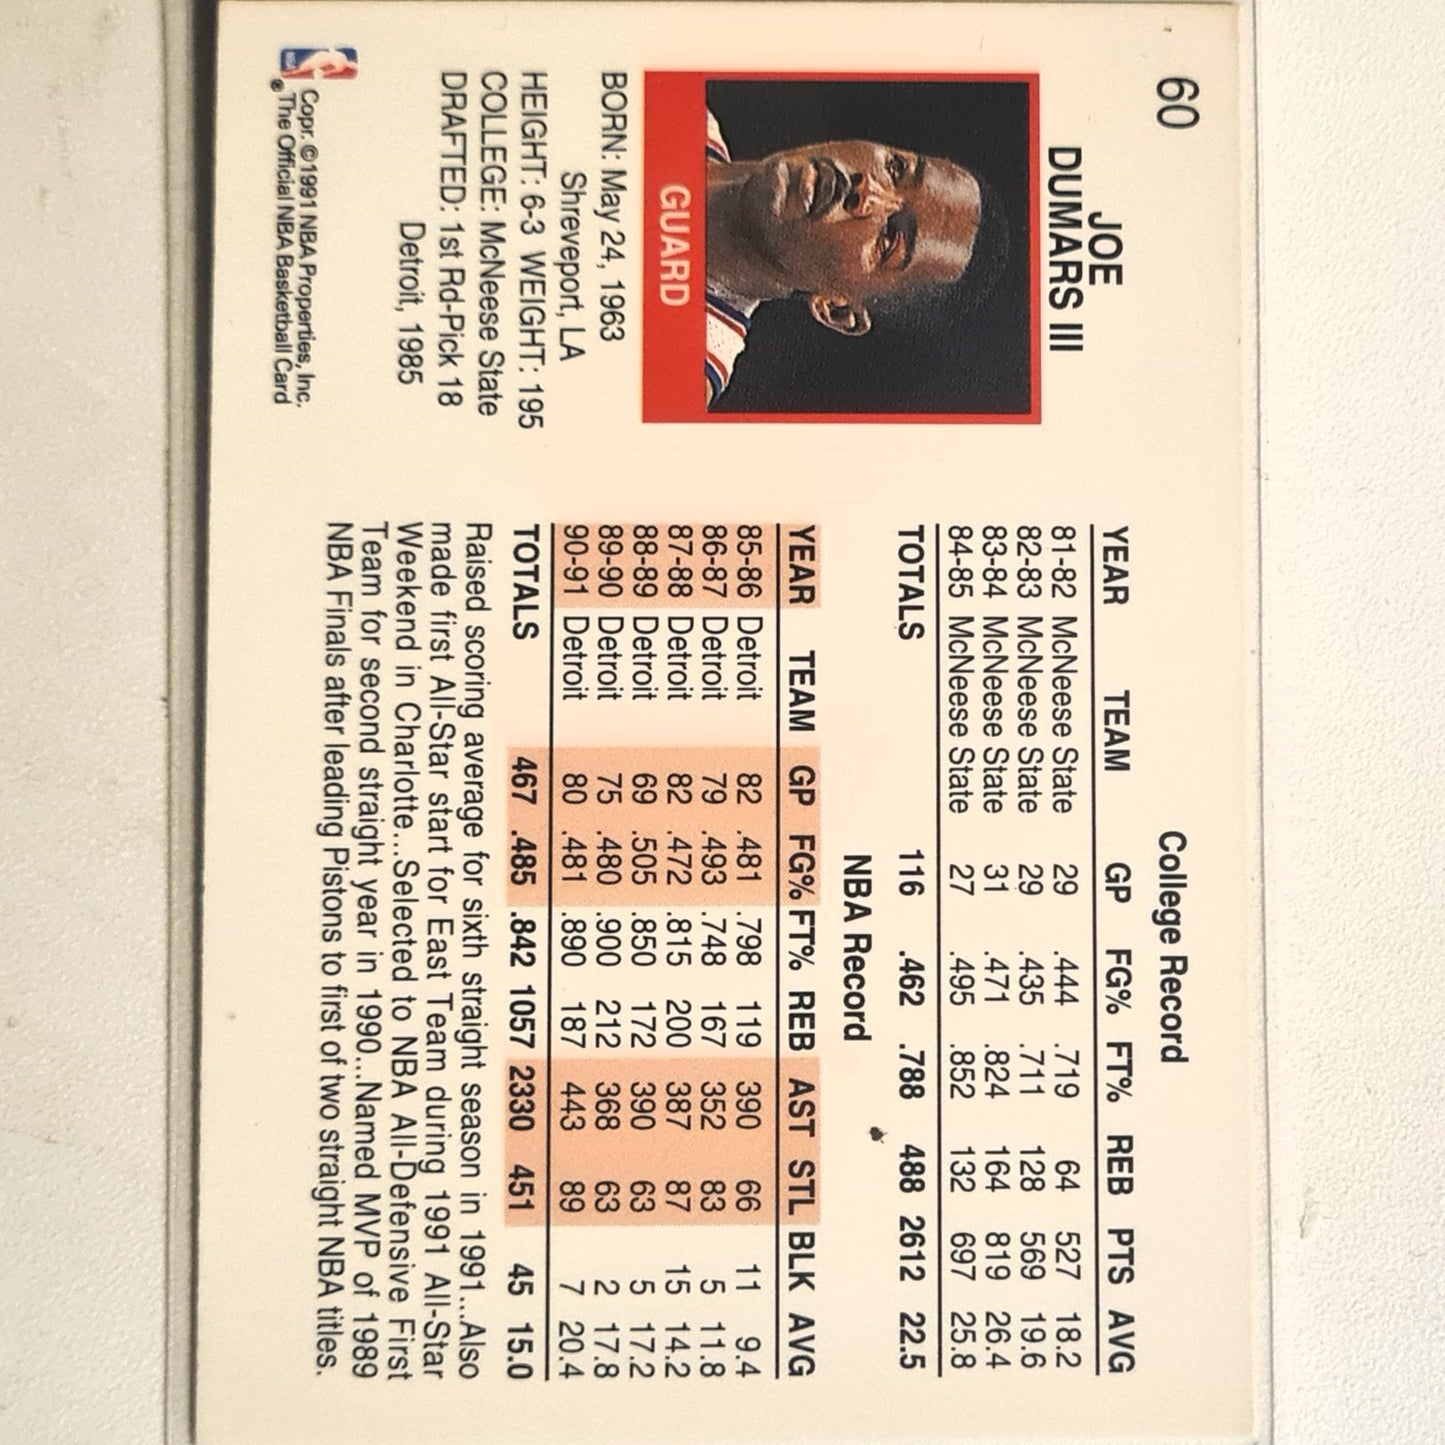 60
JOE
DUMARS III
GUARD
BORN: May 24, 1963
Shreveport, LA
HEIGHT: 6-3 WEIGHT: 195
COLLEGE: McNeese State
DRAFTED: 1st Rd-Pick 18
Detroit, 1985
Copr. ©1991 NBA Properties, Inc.
® The Official NBA Basketball Card
College Record
YEAR TEAM GP FG% FT% REB PTS AVG
81-82 McNeese State 29 .444 .719 64 527 18.2
82-83 McNeese State 29 .435 .711 128 569 19.6
83-84 McNeese State 31 .471 .824 164 819 26.4
84-85 McNeese State 27 .495 .852 132 697 25.8
TOTALS 116 .462 .788 488 2612 22.5
NBA Record
YEAR TEAM GP FG% FT% REB AST STL BLK AVG
85-86 Detroit 82 .481 .798 119 390 66 11 9.4
86-87 Detroit 79 .493 .748 167 352 83 5 11.8
87-88 Detroit 82 .472 .815 200 387 87 15 14.2
88-89 Detroit 69 .505 .850 172 390 63 5 17.2
89-90 Detroit 75 .480 .900 212 368 63 2 17.8
90-91 Detroit 80 .481 .890 187 443 89 7 20.4
TOTALS 467 .485 .842 1057 2330 451 45 15.0
Raised scoring average for sixth straight season in 1991...Also
made first All-Star start for East Team during 1991 All-Star
Weekend in Charlotte...Selected to NBA All-Defensive First
Team for second straight year in 1990...Named MVP of 1989
NBA Finals after leading Pistons to first of two straight NBA titles.